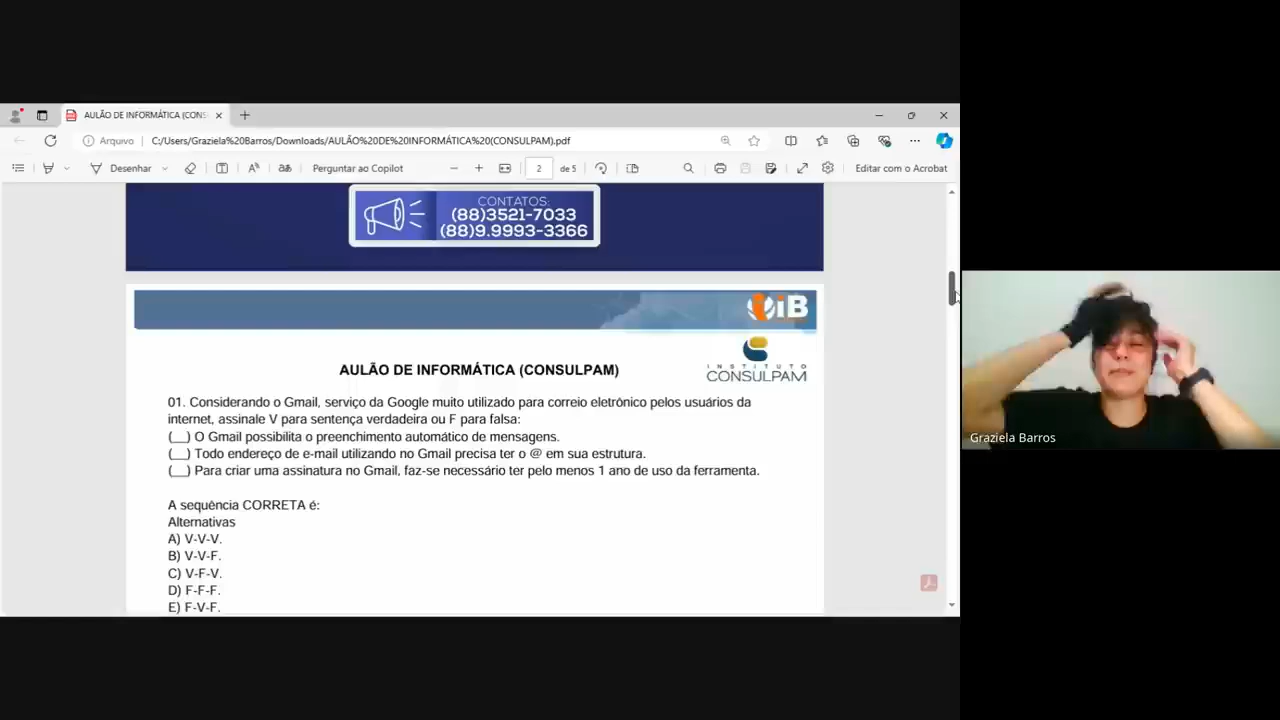 AULÃO DE INFORMÁTICA (CONS
Arquivo
C:/Users/Graziela%20Barros/Downloads/AULÃO%20DE%20INFORMÁTICA%20(CONSULPAM).pdf
Desenhar
Perguntar ao Copilot
2 de 5
Editar com o Acrobat
CONTATOS:
(88)3521-7033
(88)9.9993-3366
iiB
INSTITUTO
CONSULPAM
AULÃO DE INFORMÁTICA (CONSULPAM)
01. Considerando o Gmail, serviço da Google muito utilizado para correio eletrônico pelos usuários da
internet, assinale V para sentença verdadeira ou F para falsa:
(__) O Gmail possibilita o preenchimento automático de mensagens.
(__) Todo endereço de e-mail utilizando no Gmail precisa ter o @ em sua estrutura.
(__) Para criar uma assinatura no Gmail, faz-se necessário ter pelo menos 1 ano de uso da ferramenta.
A sequência CORRETA é:
Alternativas
A) V-V-V.
B) V-V-F.
C) V-F-V.
D) F-F-F.
E) F-V-F.
Graziela Barros